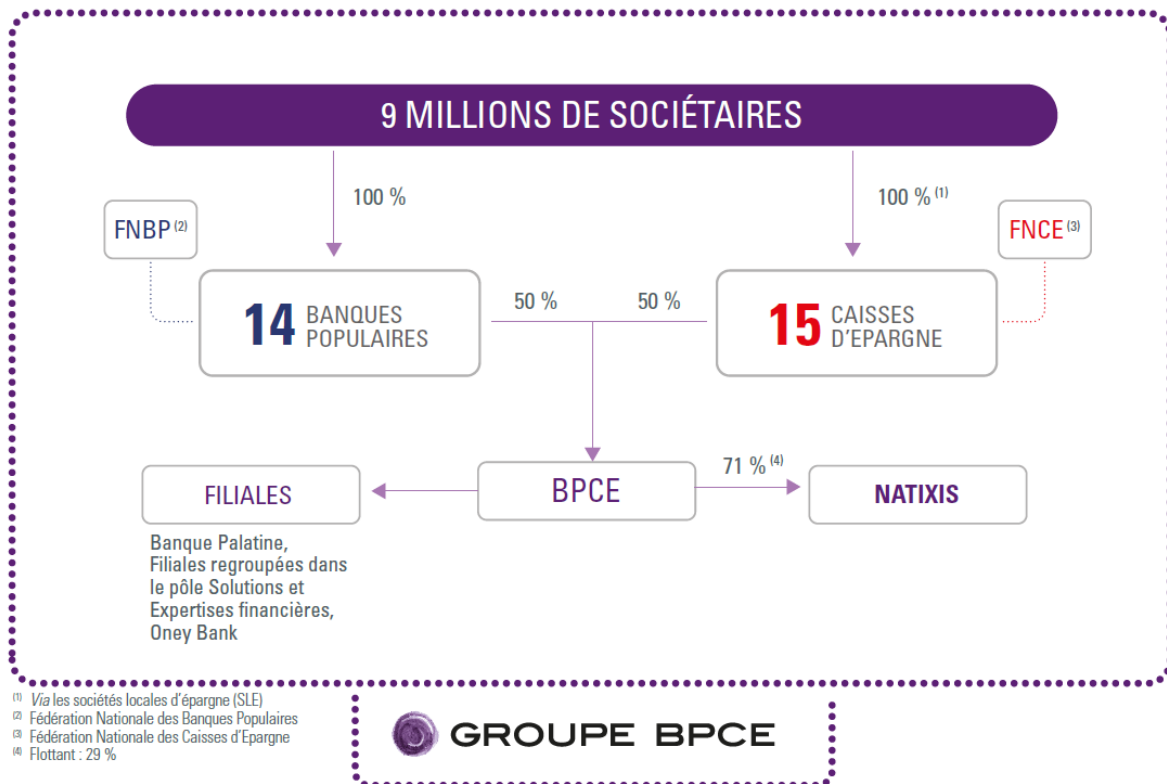 9 MILLIONS DE SOCIÉTAIRES
100 %
100 % (1)
FNBP (2)
FNCE (3)
14 BANQUES
POPULAIRES
50 %
50 %
15 CAISSES
D'EPARGNE
FILIALES
BPCE
71 % (4)
NATIXIS
Banque Palatine,
Filiales regroupées dans
le pôle Solutions et
Expertises financières,
Oney Bank
(1) Via les sociétés locales d'épargne (SLE)
(2) Fédération Nationale des Banques Populaires
(3) Fédération Nationale des Caisses d'Epargne
(4) Flottant : 29 %
GROUPE BPCE